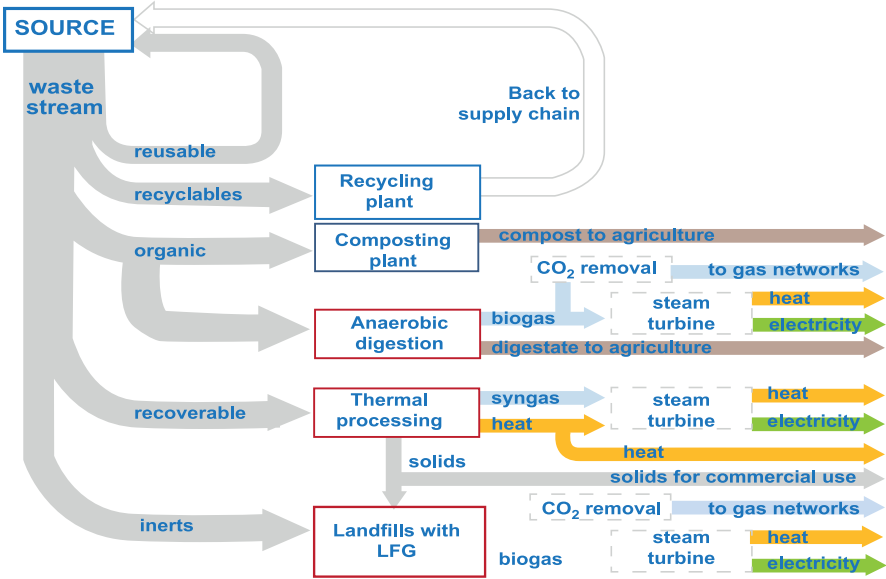 SOURCE
waste
stream
Back to
supply chain
reusable
recyclables
Recycling
plant
organic
Composting
plant
compost to agriculture
CO₂ removal
to gas networks
biogas
steam
turbine
heat
electricity
Anaerobic
digestion
digestate to agriculture
recoverable
Thermal
processing
syngas
heat
steam
turbine
heat
electricity
heat
solids
solids for commercial use
inerts
Landfills with
LFG
CO₂ removal
to gas networks
biogas
steam
turbine
heat
electricity